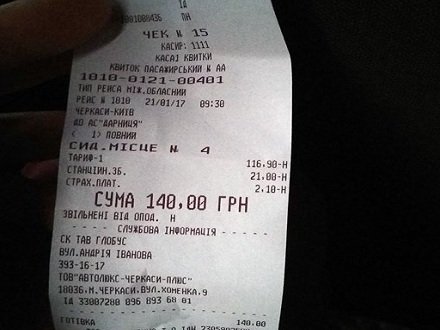 ІД
ПН
ЧЕК № 15
КАСИР: 1111
КАСА1 КВИТКИ
КВИТОК ПАСАЖИРСЬКИЙ № АА
1010-0121-00401
ТИП РЕЙСА МІЖ.ОБЛАСНИЙ
РЕЙС № 1010 21/01/17 09:30
ЧЕРКАСИ-КИЇВ
ДО АС"ДАРНИЦЯ"
( 1) ПОВНИЙ
СИД.МІСЦЕ № 4
ТАРИФ-1 116,90-Н
СТАНЦІЙН.ЗБ. 21,00-Н
СТРАХ.ПЛАТ. 2,10-Н
СУМА 140,00 ГРН
ЗВІЛЬНЕНІ ВІД ОПОД. Н
- - - - СЛУЖБОВА ІНФОРМАЦІЯ - - - -
СК ТАВ ГЛОБУС
ВУЛ.АНДРІЯ ІВАНОВА
393-16-17
ТОВ"АВТОЛЮКС-ЧЕРКАСИ-ПЛЮС"
18036,М.ЧЕРКАСИ,ВУЛ.ХОМЕНКА,9
ІД 33007280 096 893 68 01
ГОТІВКА 140,00